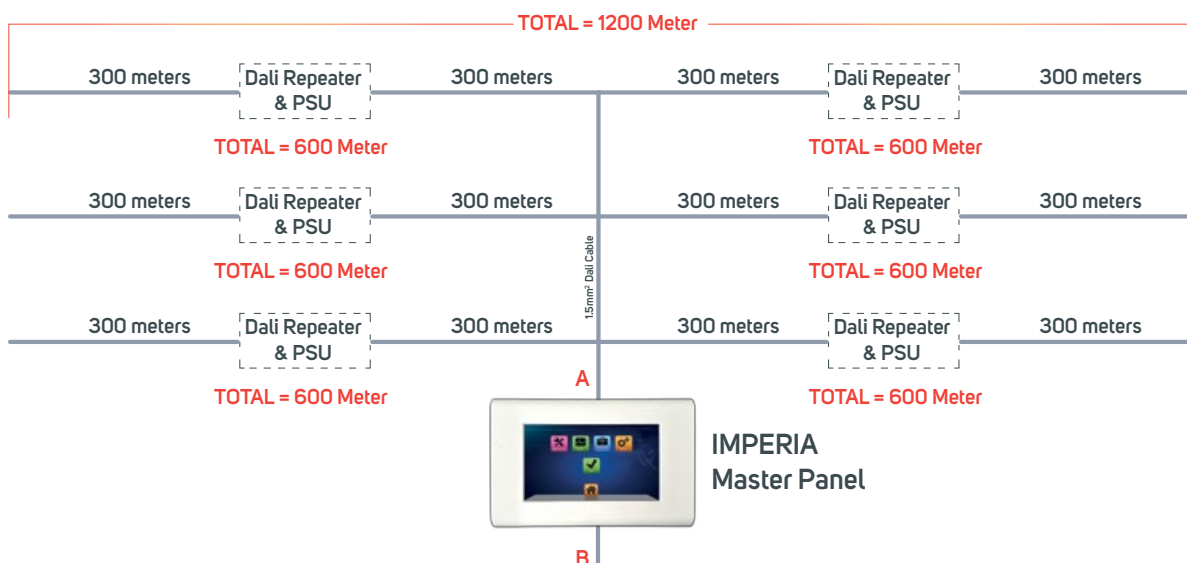 TOTAL = 1200 Meter
300 meters
Dali Repeater
& PSU
300 meters
300 meters
Dali Repeater
& PSU
300 meters
TOTAL = 600 Meter
TOTAL = 600 Meter
300 meters
Dali Repeater
& PSU
300 meters
300 meters
Dali Repeater
& PSU
300 meters
TOTAL = 600 Meter
TOTAL = 600 Meter
1.5mm² Dali Cable
300 meters
Dali Repeater
& PSU
300 meters
300 meters
Dali Repeater
& PSU
300 meters
TOTAL = 600 Meter
TOTAL = 600 Meter
A
IMPERIA
Master Panel
B